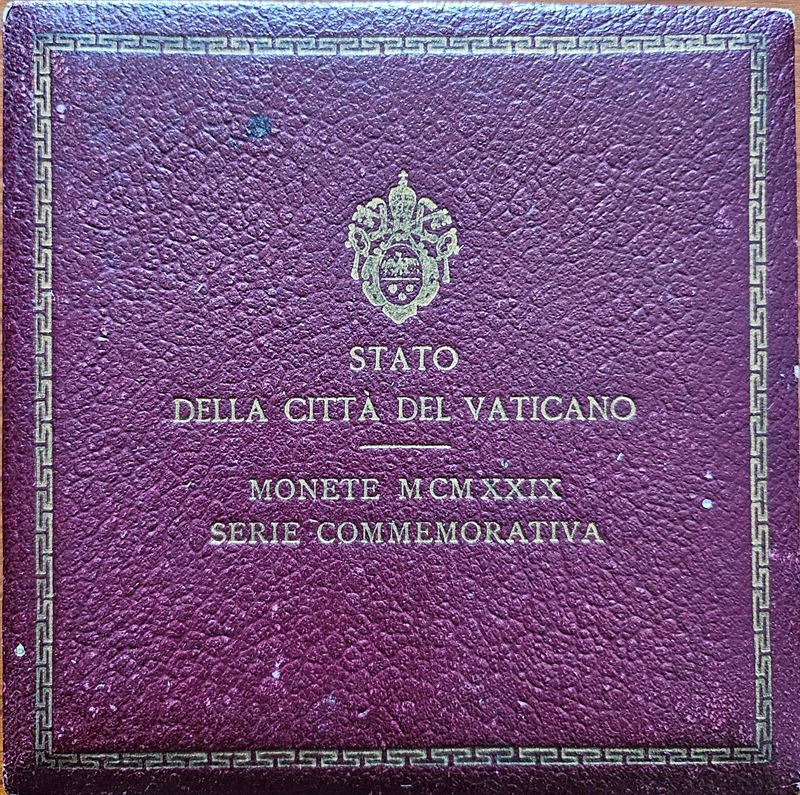 STATO
DELLA CITTÀ DEL VATICANO
MONETE MCMXXIX
SERIE COMMEMORATIVA